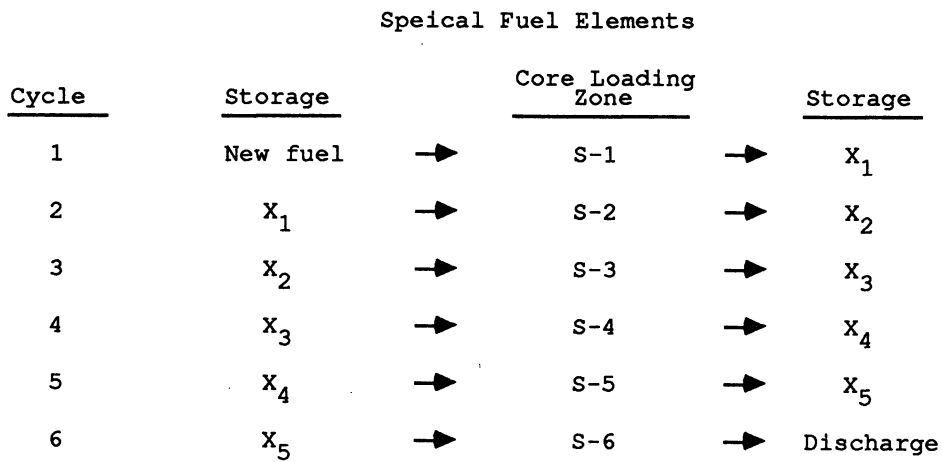 Speical Fuel Elements
Cycle Storage Core Loading Zone Storage
1 New fuel → S-1 → X1
2 X1 → S-2 → X2
3 X2 → S-3 → X3
4 X3 → S-4 → X4
5 X4 → S-5 → X5
6 X5 → S-6 → Discharge